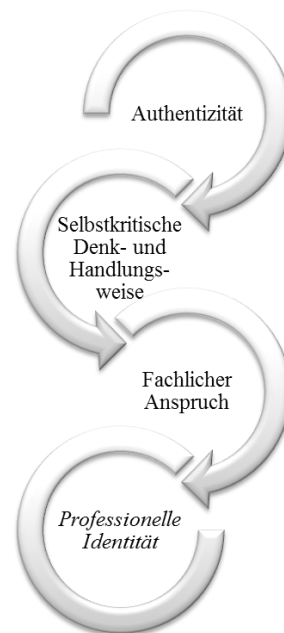 Authentizität
Selbstkritische
Denk- und
Handlungs-
weise
Fachlicher
Anspruch
Professionelle
Identität